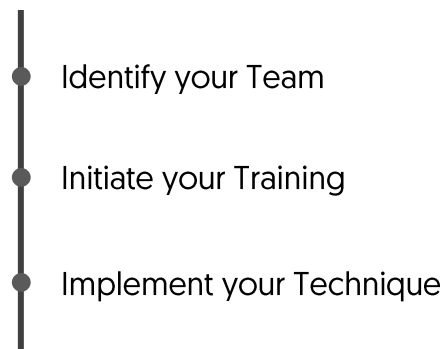 Identify your Team
Initiate your Training
Implement your Technique